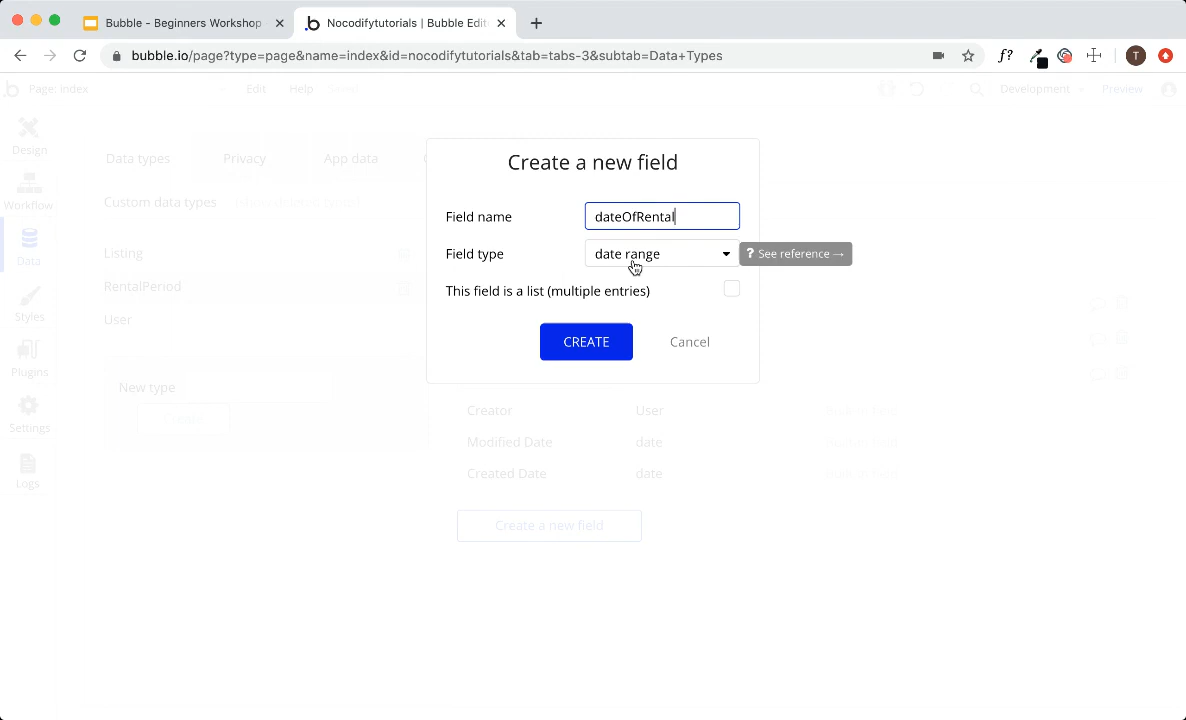 Bubble - Beginners Workshop
Nocodifytutorials | Bubble Edit
bubble.io/page?type=page&name=index&id=nocodifytutorials&tab=tabs-3&subtab=Data+Types
f?
T
Page: index
Edit
Help
Saved
Development
Preview
Design
Workflow
Data
Styles
Plugins
Settings
Logs
Data types
Privacy
App data
Custom data types
Listing
RentalPeriod
User
New type
Create a new field
Field name
dateOfRental
Field type
date range
? See reference →
This field is a list (multiple entries)
CREATE
Cancel
Creator
User
Modified Date
date
Created Date
date
Create a new field